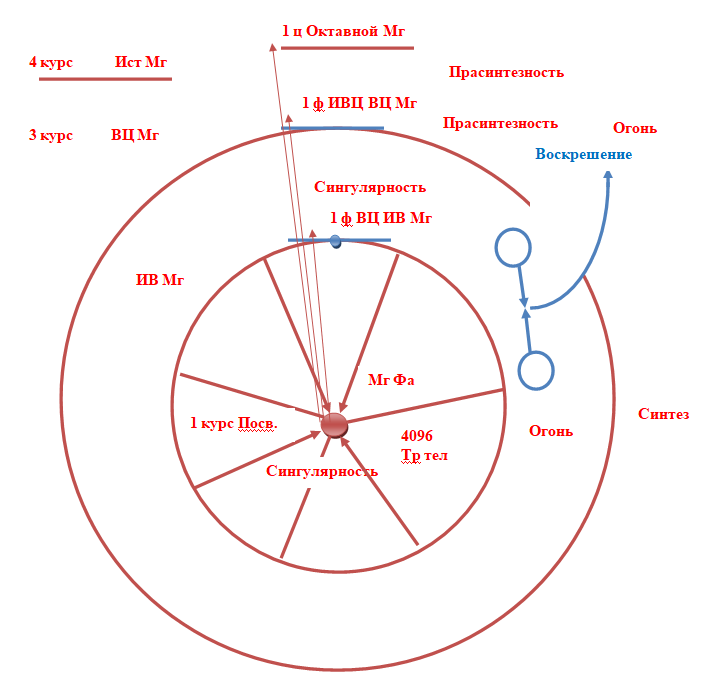 1 ц Октавной Мг
4 курс Ист Мг
Прасинтезность
1 ф ИВЦ ВЦ Мг
Прасинтезность
Огонь
3 курс ВЦ Мг
Воскрешение
Сингулярность
1 ф ВЦ ИВ Мг
ИВ Мг
Мг Фа
1 курс Посв.
Синтез
Огонь
4096
Тр тел
Сингулярность